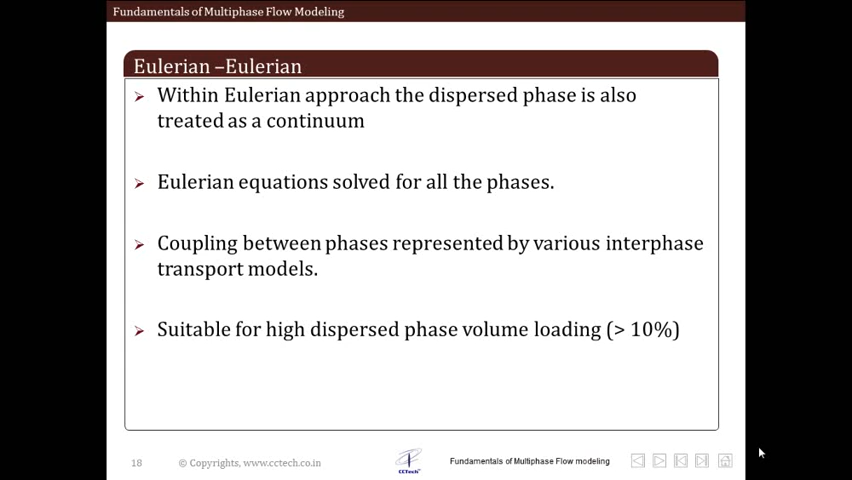 Fundamentals of Multiphase Flow Modeling
Eulerian –Eulerian
Within Eulerian approach the dispersed phase is also
treated as a continuum
Eulerian equations solved for all the phases.
Coupling between phases represented by various interphase
transport models.
Suitable for high dispersed phase volume loading (> 10%)
18
© Copyrights, www.cctech.co.in
CCTech
Fundamentals of Multiphase Flow modeling